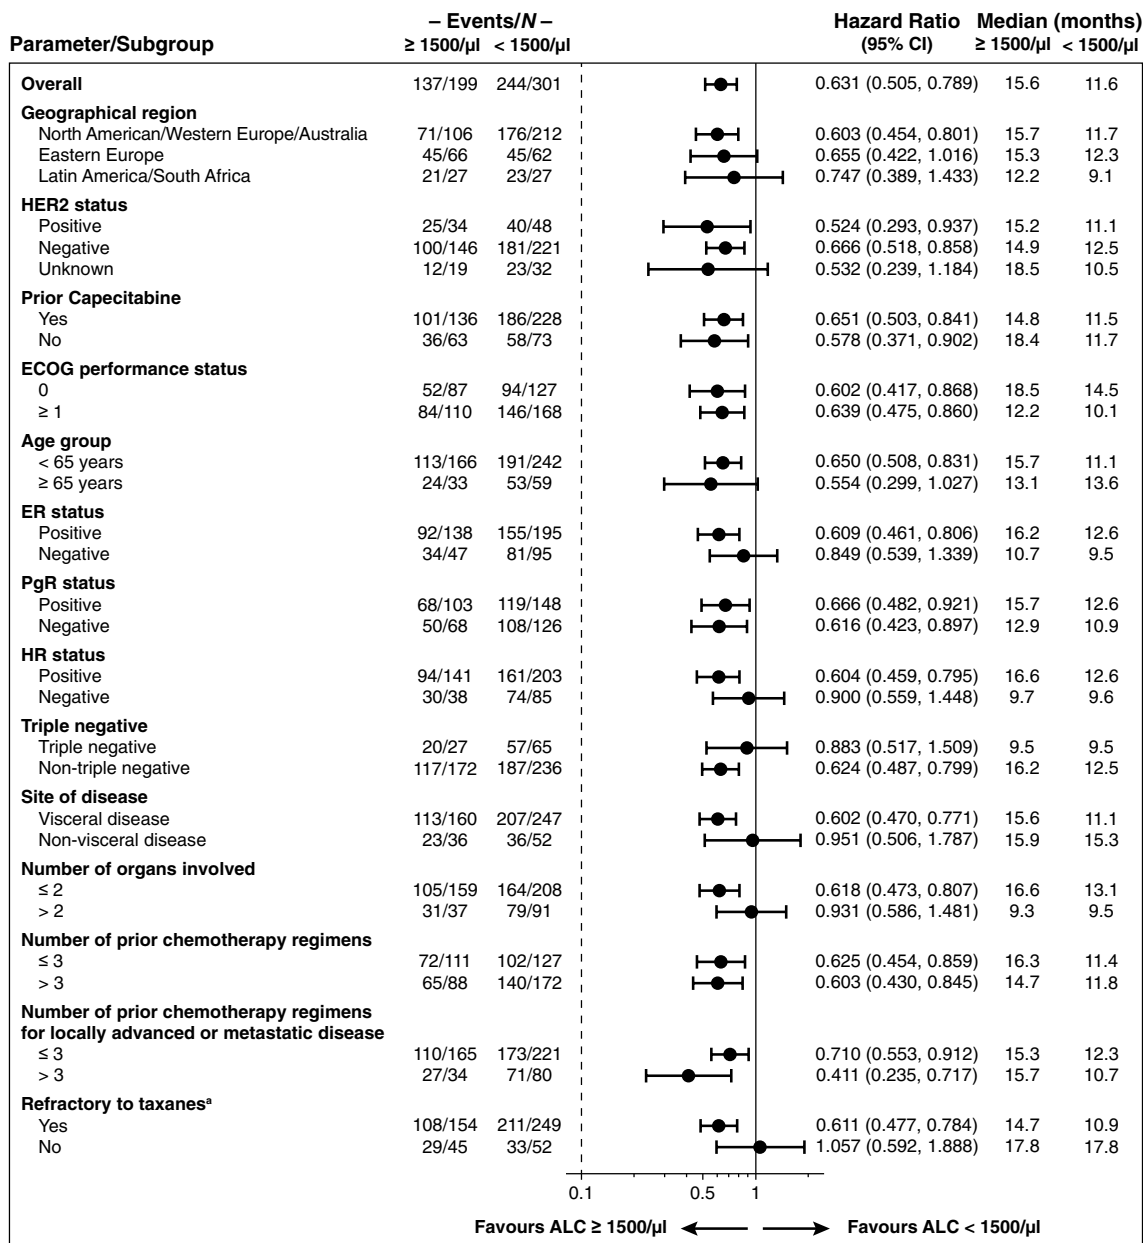 – Events/N – Hazard Ratio Median (months)
Parameter/Subgroup ≥ 1500/µl < 1500/µl (95% CI) ≥ 1500/µl < 1500/µl
Overall 137/199 244/301 0.631 (0.505, 0.789) 15.6 11.6
Geographical region
North American/Western Europe/Australia 71/106 176/212 0.603 (0.454, 0.801) 15.7 11.7
Eastern Europe 45/66 45/62 0.655 (0.422, 1.016) 15.3 12.3
Latin America/South Africa 21/27 23/27 0.747 (0.389, 1.433) 12.2 9.1
HER2 status
Positive 25/34 40/48 0.524 (0.293, 0.937) 15.2 11.1
Negative 100/146 181/221 0.666 (0.518, 0.858) 14.9 12.5
Unknown 12/19 23/32 0.532 (0.239, 1.184) 18.5 10.5
Prior Capecitabine
Yes 101/136 186/228 0.651 (0.503, 0.841) 14.8 11.5
No 36/63 58/73 0.578 (0.371, 0.902) 18.4 11.7
ECOG performance status
0 52/87 94/127 0.602 (0.417, 0.868) 18.5 14.5
≥ 1 84/110 146/168 0.639 (0.475, 0.860) 12.2 10.1
Age group
< 65 years 113/166 191/242 0.650 (0.508, 0.831) 15.7 11.1
≥ 65 years 24/33 53/59 0.554 (0.299, 1.027) 13.1 13.6
ER status
Positive 92/138 155/195 0.609 (0.461, 0.806) 16.2 12.6
Negative 34/47 81/95 0.849 (0.539, 1.339) 10.7 9.5
PgR status
Positive 68/103 119/148 0.666 (0.482, 0.921) 15.7 12.6
Negative 50/68 108/126 0.616 (0.423, 0.897) 12.9 10.9
HR status
Positive 94/141 161/203 0.604 (0.459, 0.795) 16.6 12.6
Negative 30/38 74/85 0.900 (0.559, 1.448) 9.7 9.6
Triple negative
Triple negative 20/27 57/65 0.883 (0.517, 1.509) 9.5 9.5
Non-triple negative 117/172 187/236 0.624 (0.487, 0.799) 16.2 12.5
Site of disease
Visceral disease 113/160 207/247 0.602 (0.470, 0.771) 15.6 11.1
Non-visceral disease 23/36 36/52 0.951 (0.506, 1.787) 15.9 15.3
Number of organs involved
≤ 2 105/159 164/208 0.618 (0.473, 0.807) 16.6 13.1
> 2 31/37 79/91 0.931 (0.586, 1.481) 9.3 9.5
Number of prior chemotherapy regimens
≤ 3 72/111 102/127 0.625 (0.454, 0.859) 16.3 11.4
> 3 65/88 140/172 0.603 (0.430, 0.845) 14.7 11.8
Number of prior chemotherapy regimens
for locally advanced or metastatic disease
≤ 3 110/165 173/221 0.710 (0.553, 0.912) 15.3 12.3
> 3 27/34 71/80 0.411 (0.235, 0.717) 15.7 10.7
Refractory to taxanesᵃ
Yes 108/154 211/249 0.611 (0.477, 0.784) 14.7 10.9
No 29/45 33/52 1.057 (0.592, 1.888) 17.8 17.8
0.1 0.5 1
Favours ALC ≥ 1500/µl Favours ALC < 1500/µl